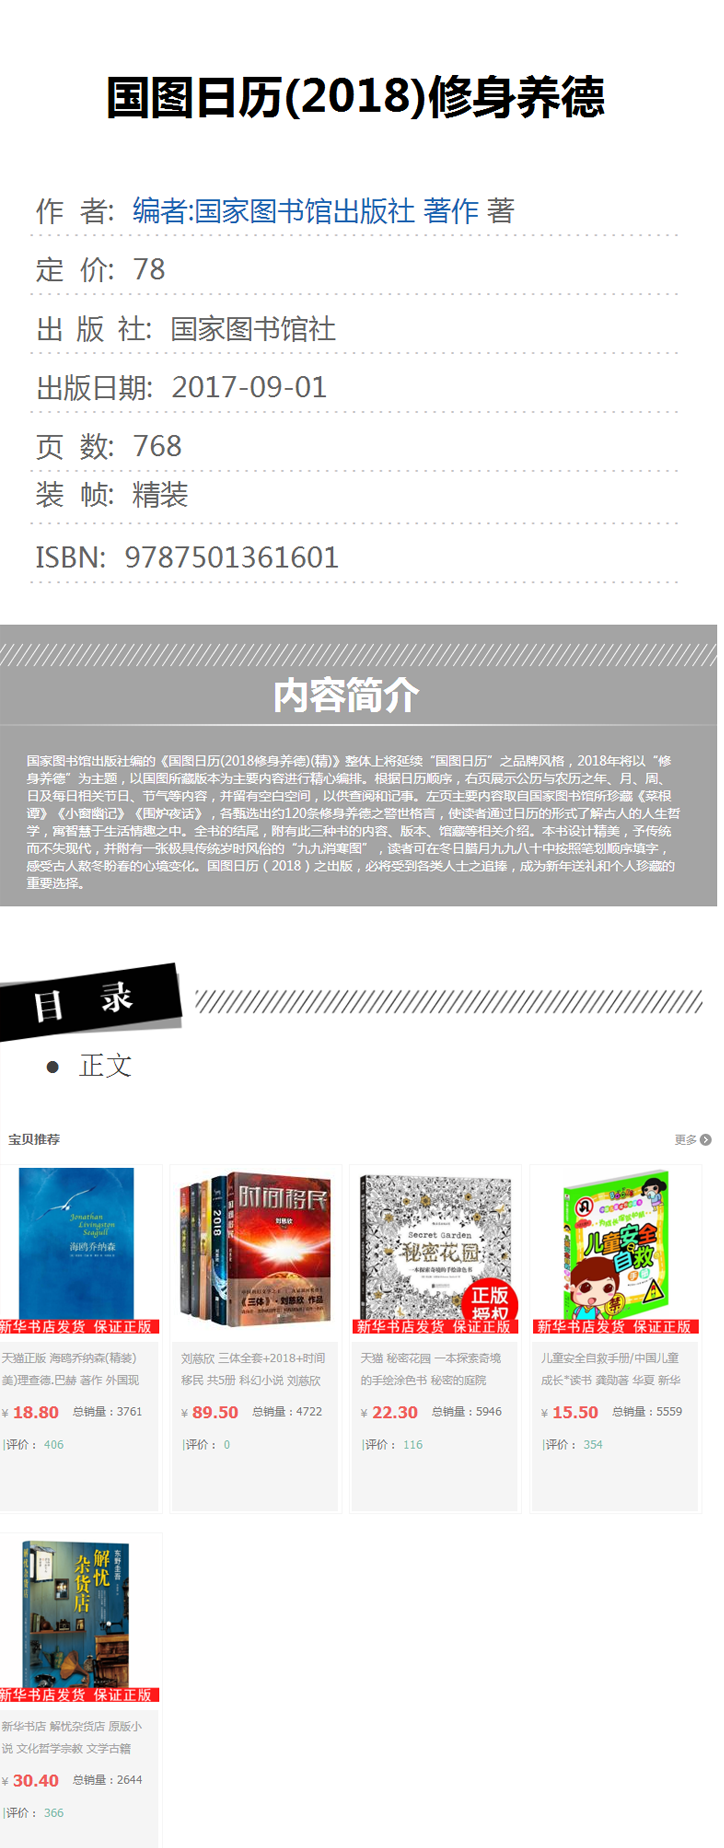 国图日历(2018)修身养德
作 者: 编者:国家图书馆出版社 著作 著
定 价: 78
出 版 社: 国家图书馆社
出版日期: 2017-09-01
页 数: 768
装 帧: 精装
ISBN: 9787501361601
内容简介
国家图书馆出版社编的《国图日历(2018修身养德)(精)》整体上将延续“国图日历”之品牌风格，2018年将以“修
身养德”为主题，以国图所藏版本为主要内容进行精心编排。根据日历顺序，右页展示公历与农历之年、月、周、
日及每日相关节日、节气等内容，并留有空白空间，以供查阅和记事。左页主要内容取自国家图书馆所珍藏《菜根
谭》《小窗幽记》《围炉夜话》，各甄选出约120条修身养德之警世格言，使读者通过日历的形式了解古人的人生哲
学，寓智慧于生活情趣之中。全书的结尾，附有此三种书的内容、版本、馆藏等相关介绍。本书设计精美，予传统
而不失现代，并附有一张极具传统岁时风俗的“九九消寒图”，读者可在冬日腊月九九八十中按照笔划顺序填字，
感受古人熬冬盼春的心境变化。国图日历（2018）之出版，必将受到各类人士之追捧，成为新年送礼和个人珍藏的
重要选择。
目 录
● 正文
宝贝推荐
更多
Jonathan
Livingston
Seagull
海鸥乔纳森
新华书店发货 保证正版
时间移民
刘慈欣
2018
《三体》·刘慈欣 作品
Secret Garden
秘密花园
一本探索奇境的手绘涂色书
正版
授权
新华书店发货 保证正版
儿童安全
自救
手册
禁
新华书店发货 保证正版
天猫正版 海鸥乔纳森(精装)
美)理查德.巴赫 著作 外国现
¥ 18.80 总销量：3761
|评价： 406
刘慈欣 三体全套+2018+时间
移民 共5册 科幻小说 刘慈欣
¥ 89.50 总销量：4722
|评价： 0
天猫 秘密花园 一本探索奇境
的手绘涂色书 秘密的庭院
¥ 22.30 总销量：5946
|评价： 116
儿童安全自救手册/中国儿童
成长*读书 龚勋著 华夏 新华
¥ 15.50 总销量：5559
|评价： 354
解忧
杂货店
东野圭吾
新华书店发货 保证正版
新华书店 解忧杂货店 原版小
说 文化哲学宗教 文学古籍
¥ 30.40 总销量：2644
|评价： 366